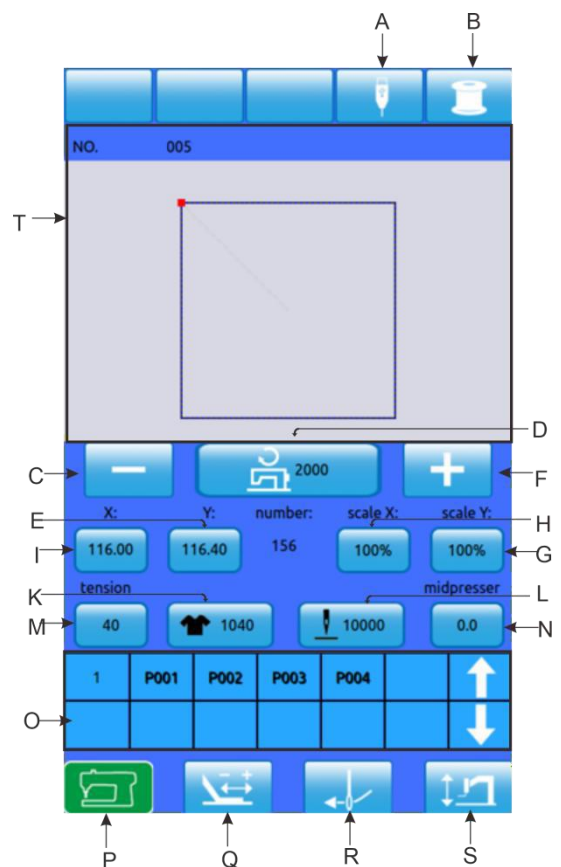 A B
NO. 005
T
D
C − 2000 + F
E X: Y: number: scale X: scale Y: H
I 116.00 116.40 156 100% 100% G
K tension midpresser L
M 40 1040 10000 0.0 N
1 P001 P002 P003 P004
O
P Q R S